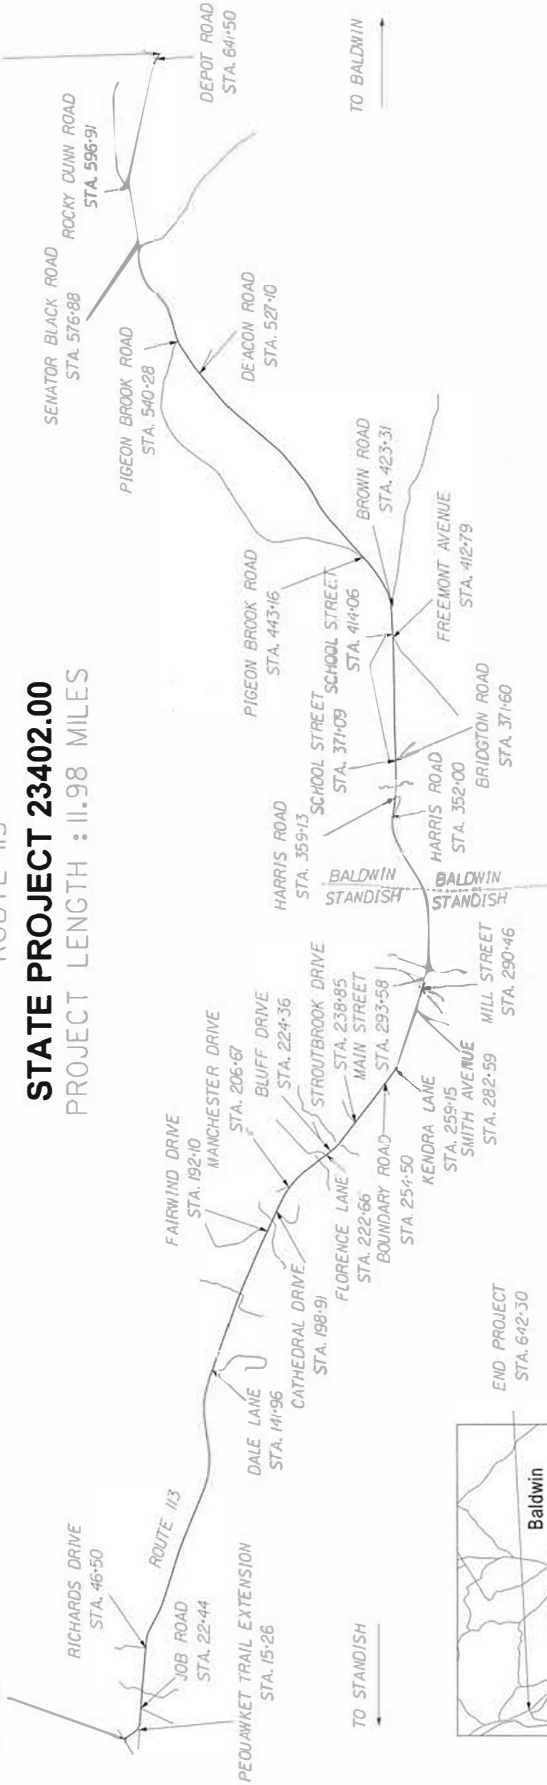 ROUTE 113
STATE PROJECT 23402.00
PROJECT LENGTH : 11.98 MILES
RICHARDS DRIVE
STA. 46+50
ROUTE 113
JOB ROAD
STA. 22+44
PEQUAWKET TRAIL EXTENSION
STA. 15+26
TO STANDISH
DALE LANE
STA. 141+96
FAIRWIND DRIVE
STA. 192+10
CATHEDRAL DRIVE
STA. 198+91
MANCHESTER DRIVE
STA. 206+67
BLUFF DRIVE
STA. 224+36
FLORENCE LANE
STA. 222+66
STROUTBROOK DRIVE
STA. 238+85
BOUNDARY ROAD
STA. 254+50
MAIN STREET
STA. 293+58
KENDRA LANE
STA. 259+15
SMITH AVENUE
STA. 282+59
MILL STREET
STA. 290+46
BALDWIN
STANDISH
BALDWIN
STANDISH
HARRIS ROAD
STA. 359+13
HARRIS ROAD
STA. 352+00
SCHOOL STREET
STA. 371+09
BRIDGTON ROAD
STA. 371+60
SCHOOL STREET
STA. 414+06
FREEMONT AVENUE
STA. 412+79
BROWN ROAD
STA. 423+31
PIGEON BROOK ROAD
STA. 443+16
PIGEON BROOK ROAD
STA. 540+28
DEACON ROAD
STA. 527+10
SENATOR BLACK ROAD
STA. 576+88
ROCKY DUNN ROAD
STA. 596+91
DEPOT ROAD
STA. 641+50
TO BALDWIN
END PROJECT
STA. 642+30
Baldwin